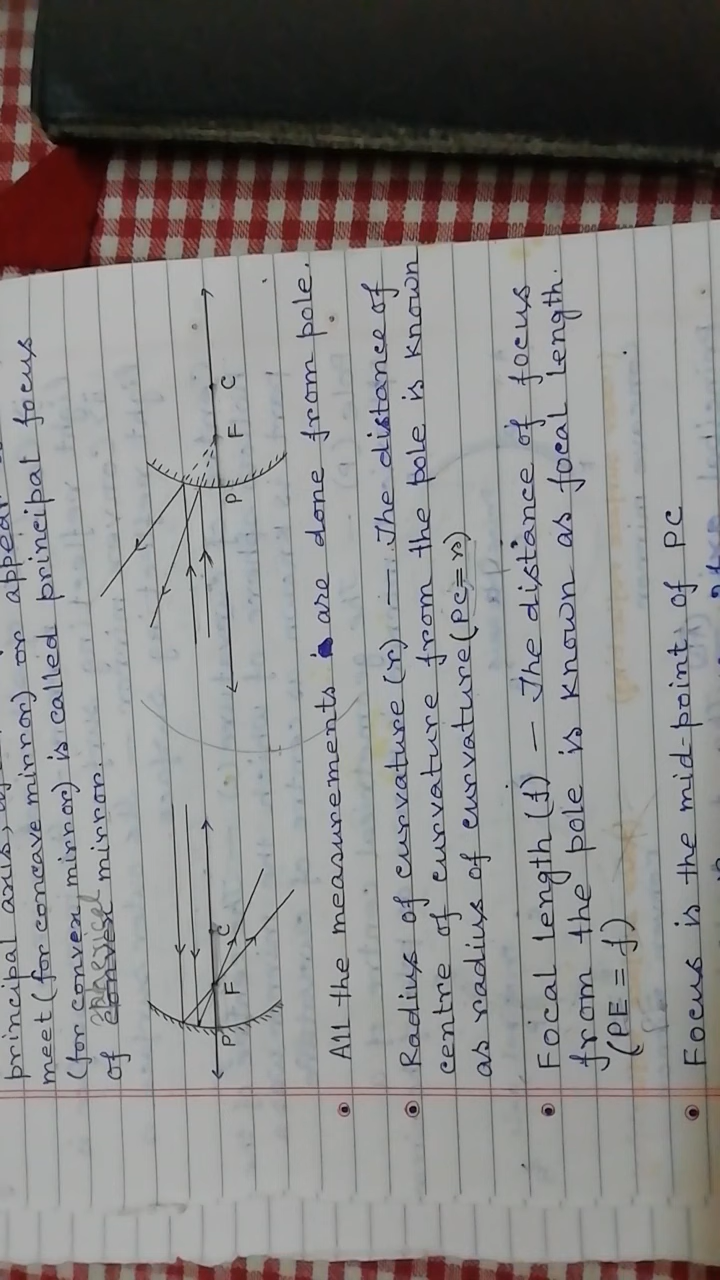 principal axis,
meet (for concave mirror) or appear
(for convex mirror) is called principal focus
of spherical mirror.
P F C
P F C
All the measurements are done from pole.
Radius of curvature (r) — The distance of
centre of curvature from the pole is known
as radius of curvature (PC = r)
Focal length (f) — The distance of focus
from the pole is known as focal length.
(PE = f)
Focus is the mid-point of PC